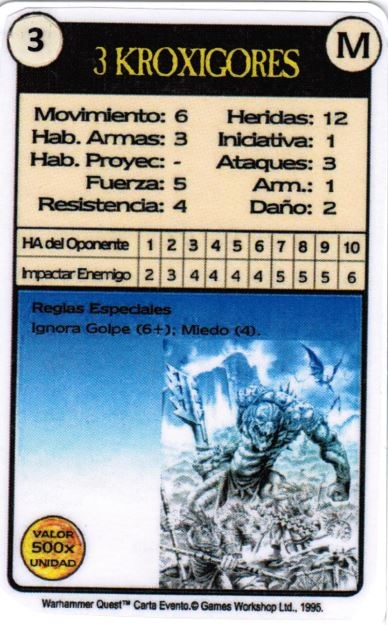 3
M
3 KROXIGORES
Movimiento: 6 Heridas: 12
Hab. Armas: 3 Iniciativa: 1
Hab. Proyec: - Ataques: 3
Fuerza: 5 Arm.: 1
Resistencia: 4 Daño: 2
HA del Oponente 1 2 3 4 5 6 7 8 9 10
Impactar Enemigo 2 3 4 4 4 4 5 5 5 6
Reglas Especiales
Ignora Golpe (6+); Miedo (4).
VALOR
500x
UNIDAD
Warhammer Quest™ Carta Evento.© Games Workshop Ltd., 1995.